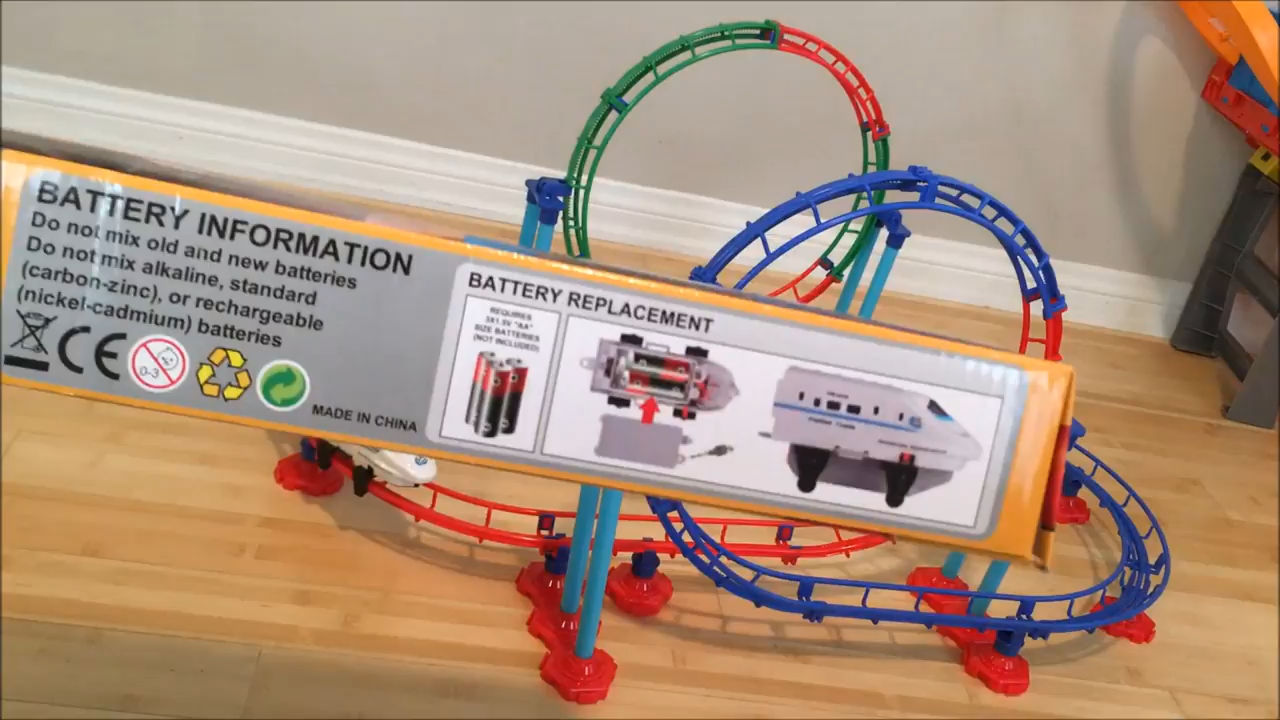 BATTERY INFORMATION
Do not mix old and new batteries
Do not mix alkaline, standard
(carbon-zinc), or rechargeable
(nickel-cadmium) batteries
CE
0-3
MADE IN CHINA
BATTERY REPLACEMENT
REQUIRES
3X1.5V "AA"
SIZE BATTERIES
(NOT INCLUDED)